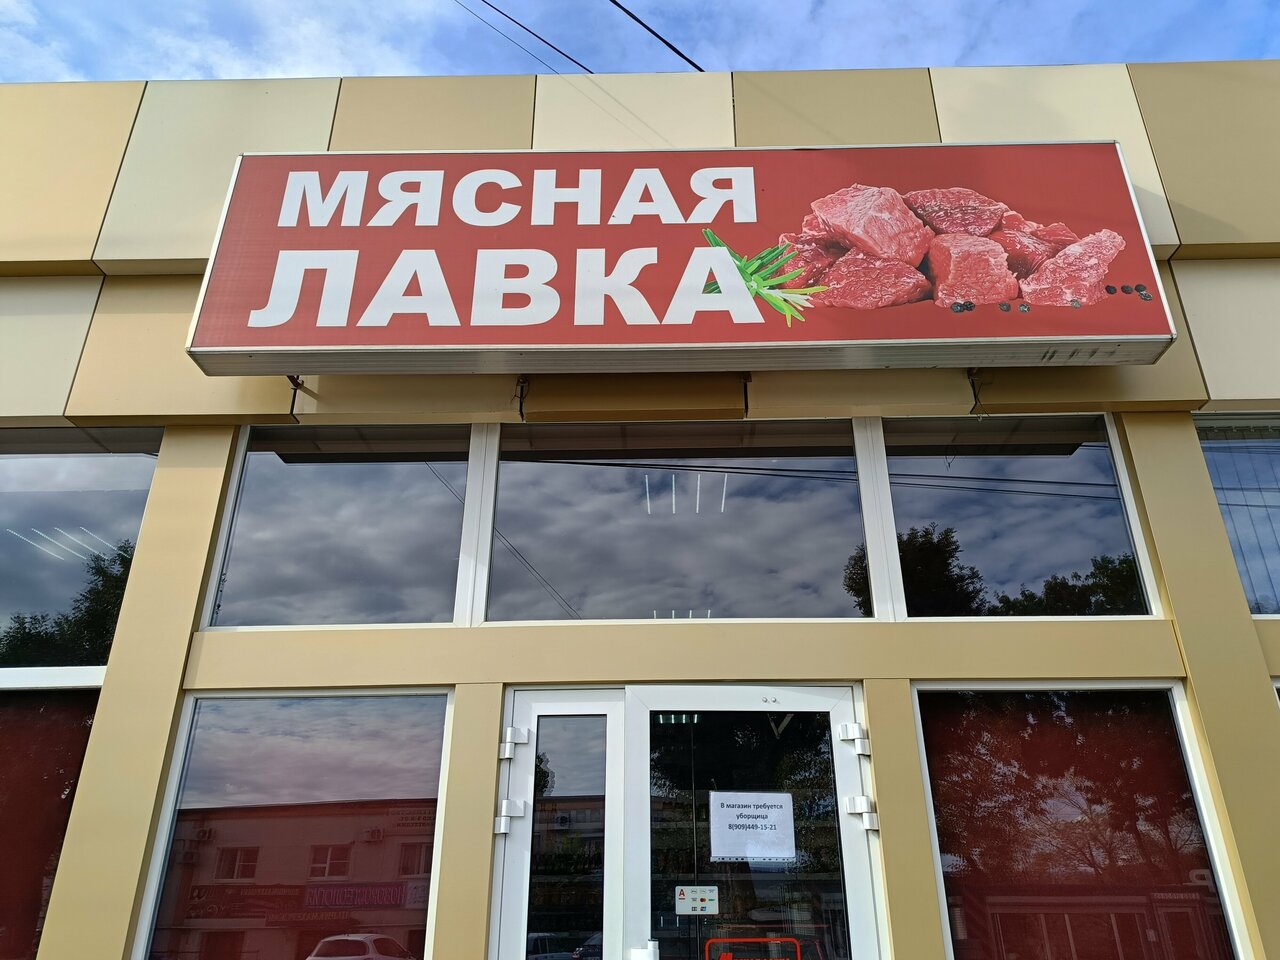 МЯСНАЯ
ЛАВКА
В магазин требуется
уборщица
8(909)449-15-21
А